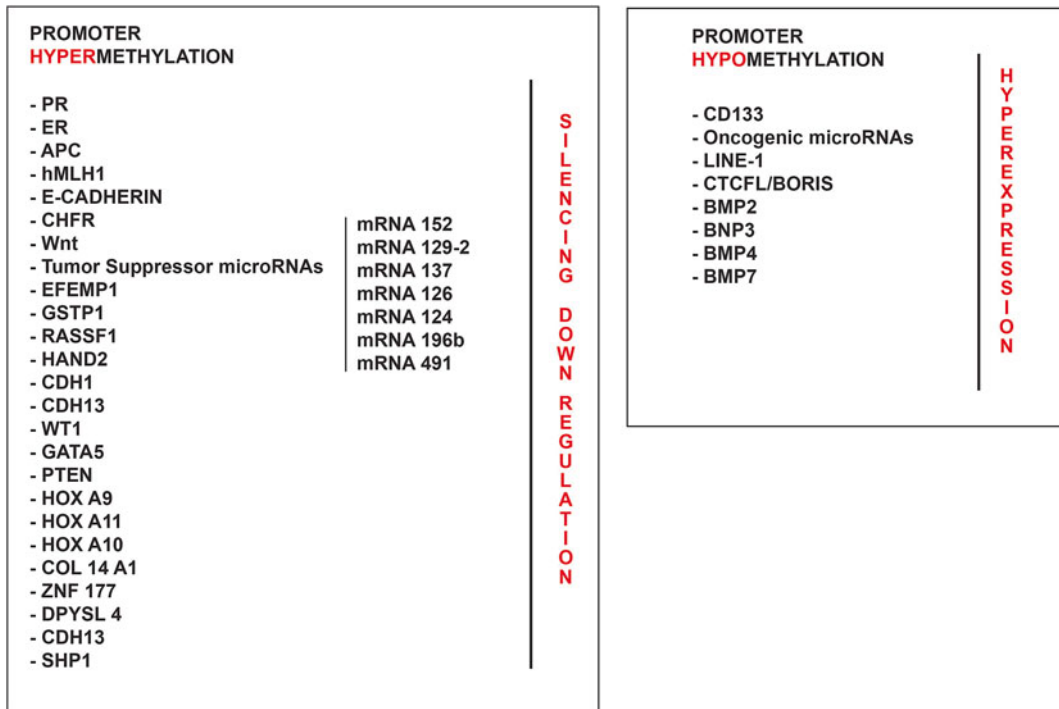 PROMOTER
HYPERMETHYLATION
- PR
- ER
- APC
- hMLH1
- E-CADHERIN
- CHFR
- Wnt
- Tumor Suppressor microRNAs
- EFEMP1
- GSTP1
- RASSF1
- HAND2
- CDH1
- CDH13
- WT1
- GATA5
- PTEN
- HOX A9
- HOX A11
- HOX A10
- COL 14 A1
- ZNF 177
- DPYSL 4
- CDH13
- SHP1
mRNA 152
mRNA 129-2
mRNA 137
mRNA 126
mRNA 124
mRNA 196b
mRNA 491
SILENCING DOWN REGULATION
PROMOTER
HYPOMETHYLATION
- CD133
- Oncogenic microRNAs
- LINE-1
- CTCFL/BORIS
- BMP2
- BNP3
- BMP4
- BMP7
HYPEREXPRESSION